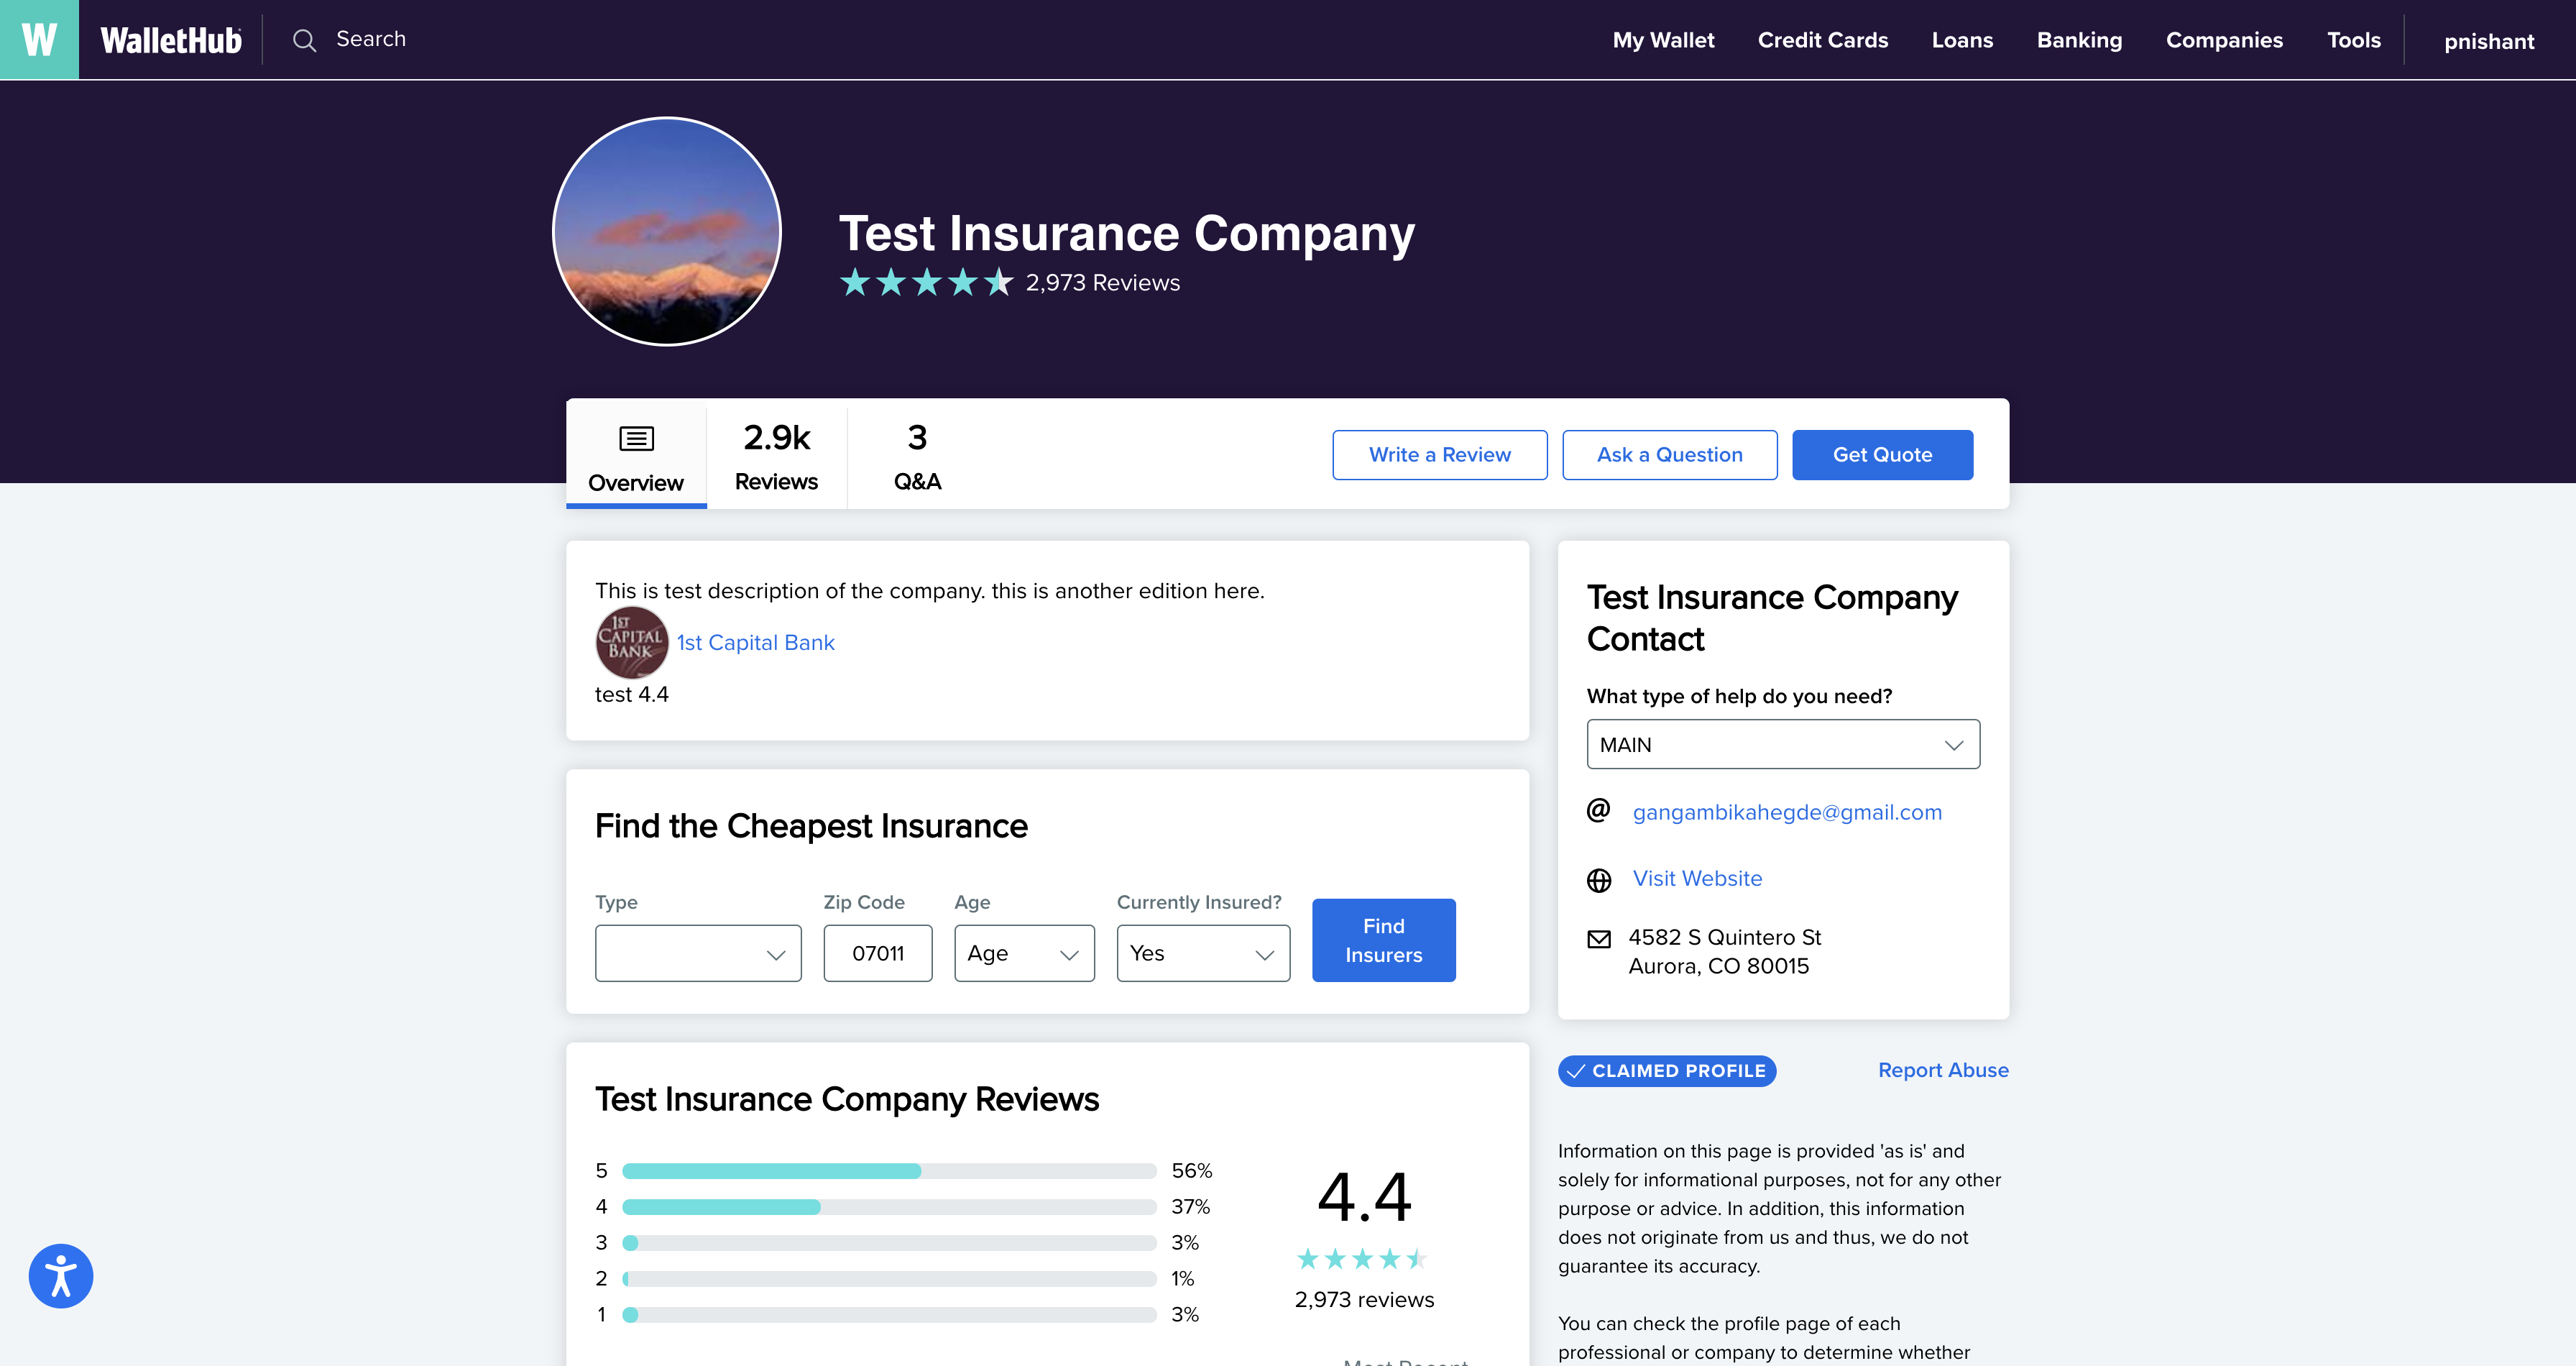 W WalletHub Search My Wallet Credit Cards Loans Banking Companies Tools pnishant
Test Insurance Company
2,973 Reviews
Overview
2.9k
Reviews
3
Q&A
Write a Review
Ask a Question
Get Quote
This is test description of the company. this is another edition here.
1ST
CAPITAL
BANK
1st Capital Bank
test 4.4
Find the Cheapest Insurance
Type
Zip Code
07011
Age
Age
Currently Insured?
Yes
Find
Insurers
Test Insurance Company Reviews
5 56%
4 37%
3 3%
2 1%
1 3%
4.4
2,973 reviews
Most Recent
Test Insurance Company
Contact
What type of help do you need?
MAIN
@ gangambikahegde@gmail.com
Visit Website
4582 S Quintero St
Aurora, CO 80015
CLAIMED PROFILE
Report Abuse
Information on this page is provided 'as is' and
solely for informational purposes, not for any other
purpose or advice. In addition, this information
does not originate from us and thus, we do not
guarantee its accuracy.
You can check the profile page of each
professional or company to determine whether